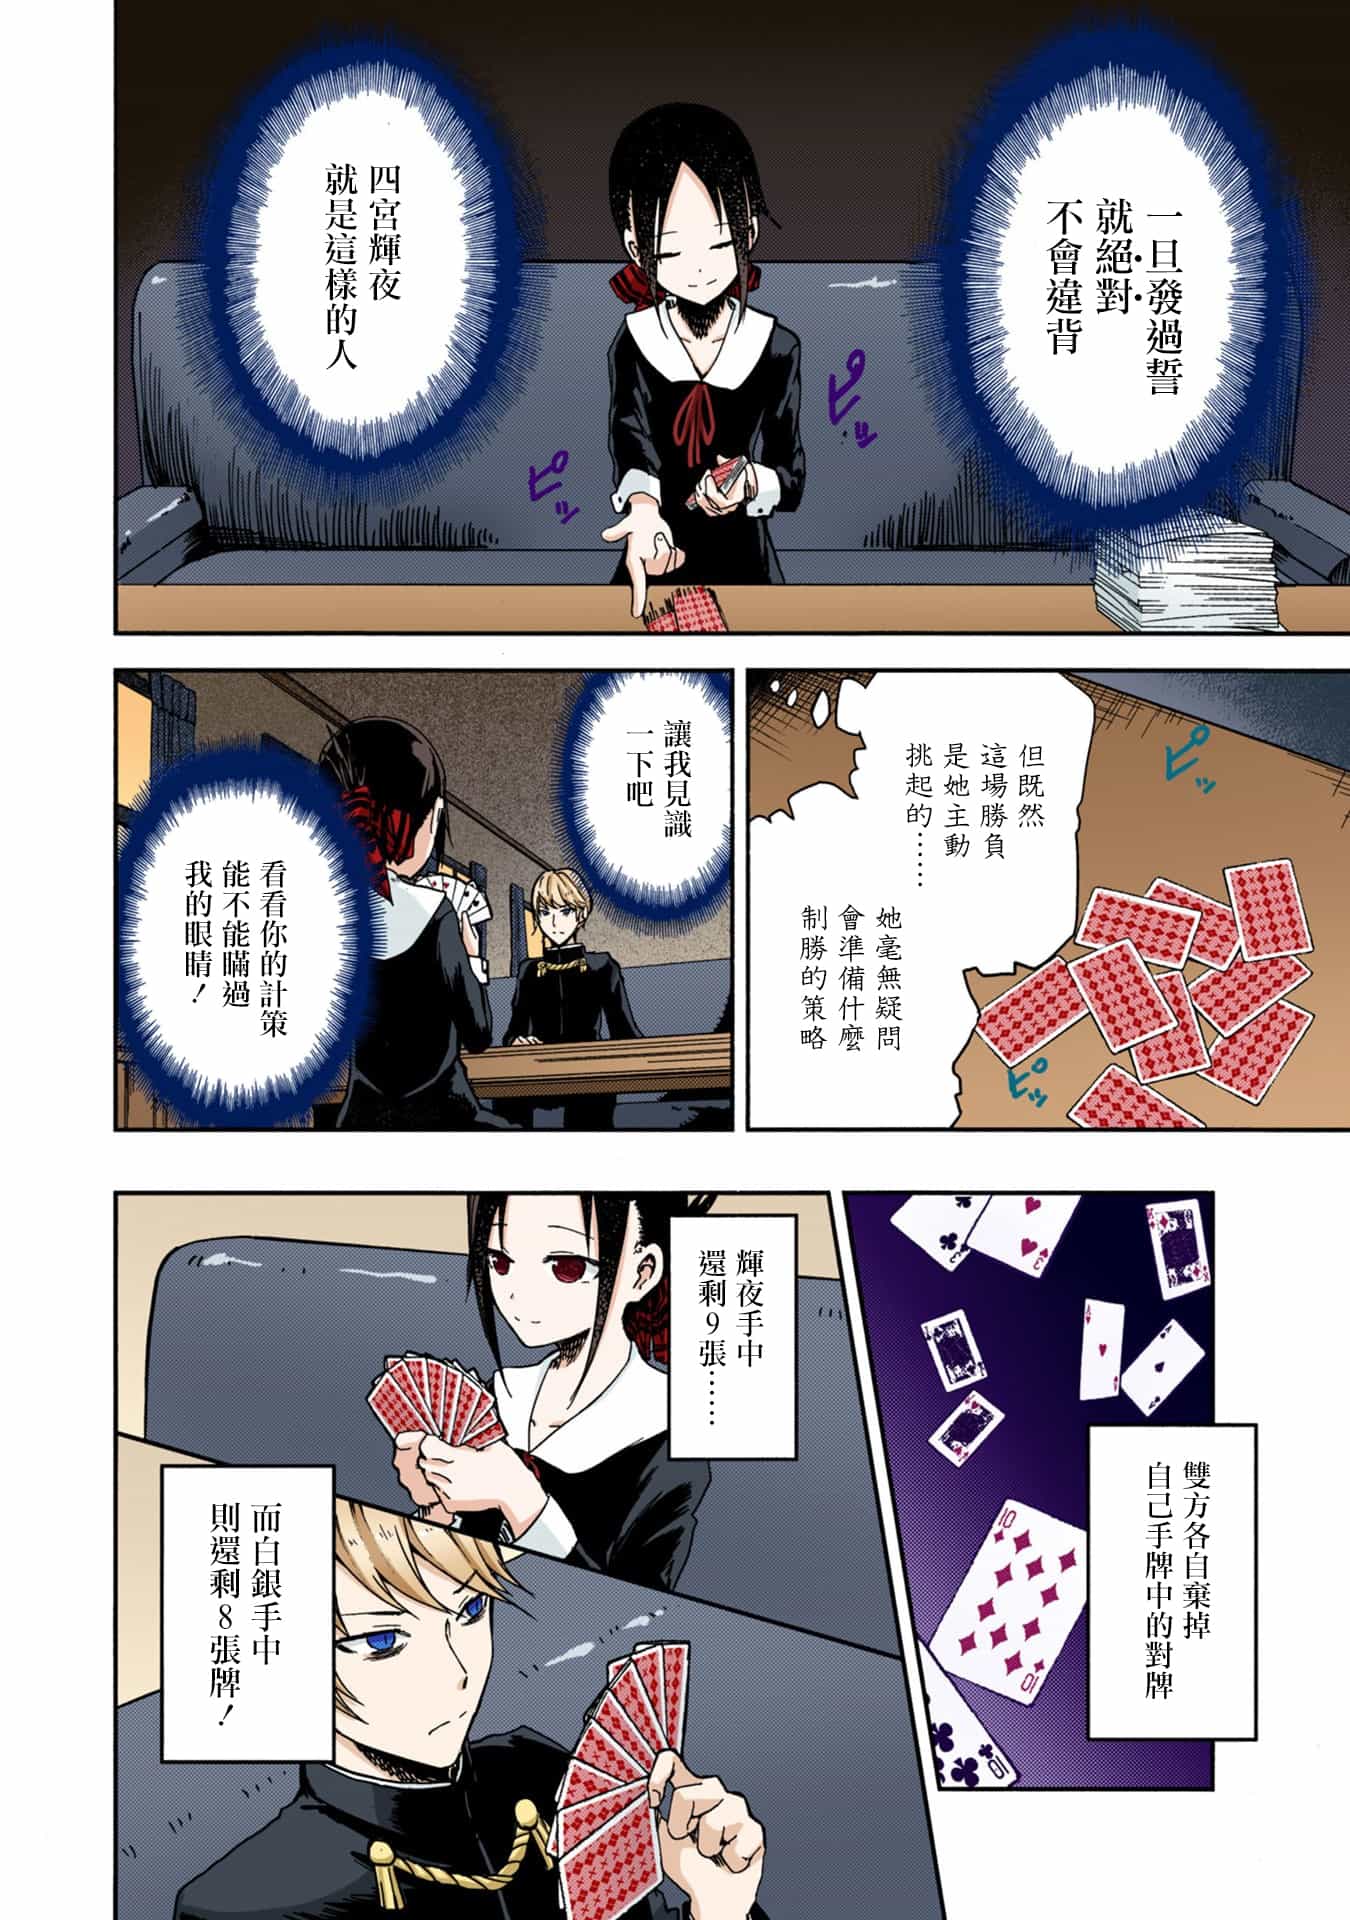 一旦發過誓
就絕對
不會違背
四宮輝夜
就是這樣的人
ピッ
ピッ
但既然
這場勝負
是她主動
挑起的……
她毫無疑問
會準備什麼
制勝的策略
ピッ
ピッ
讓我見識
一下吧
看看你的計策
能不能瞞過
我的眼睛！
雙方各自棄掉
自己手牌中的對牌
10
10
10
3
3
輝夜手中
還剩9張……
而白銀手中
則還剩8張牌！